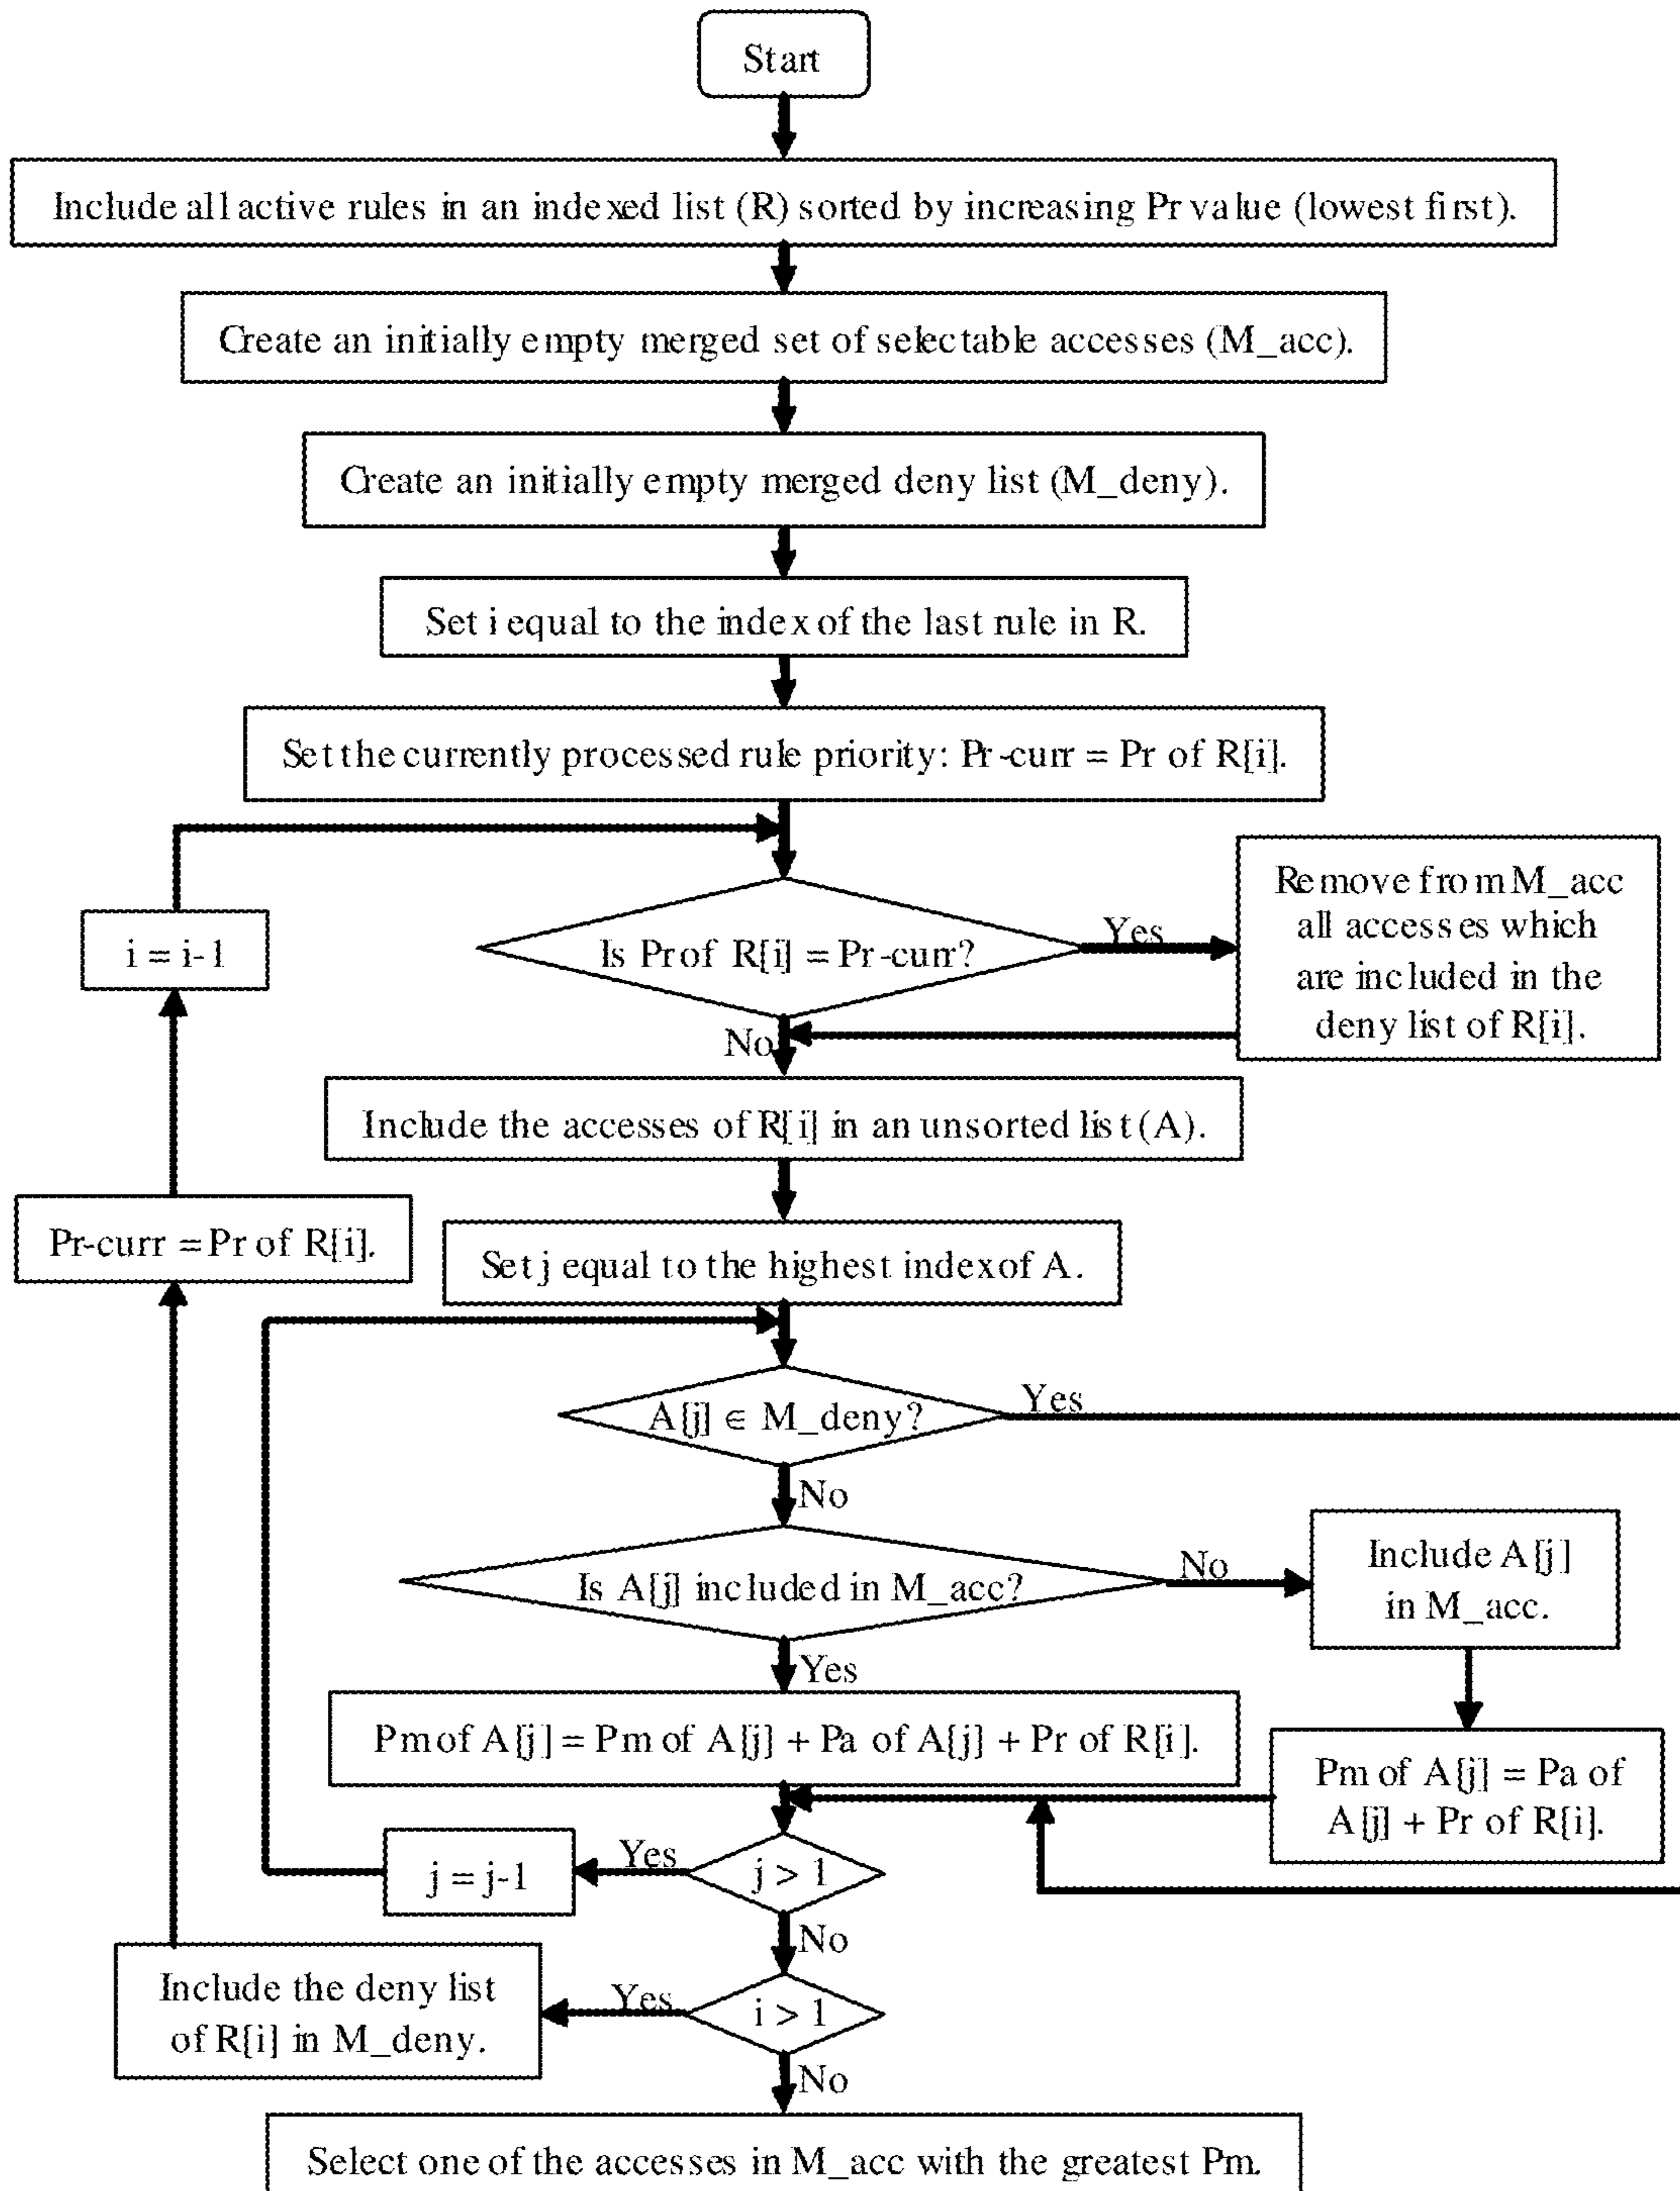 Start
Include all active rules in an indexed list (R) sorted by increasing Pr value (lowest first).
Create an initially empty merged set of selectable accesses (M_acc).
Create an initially empty merged deny list (M_deny).
Set i equal to the index of the last rule in R.
Set the currently processed rule priority: Pr-curr = Pr of R[i].
i = i-1
Is Pr of R[i] = Pr-curr?
Yes
Remove from M_acc
all accesses which
are included in the
deny list of R[i].
No
Include the accesses of R[i] in an unsorted list (A).
Pr-curr = Pr of R[i].
Set j equal to the highest index of A.
A[j] ∈ M_deny?
Yes
No
Is A[j] included in M_acc?
No
Include A[j]
in M_acc.
Yes
Pm of A[j] = Pm of A[j] + Pa of A[j] + Pr of R[i].
Pm of A[j] = Pa of
A[j] + Pr of R[i].
j > 1
Yes
j = j-1
No
i > 1
Yes
Include the deny list
of R[i] in M_deny.
No
Select one of the accesses in M_acc with the greatest Pm.